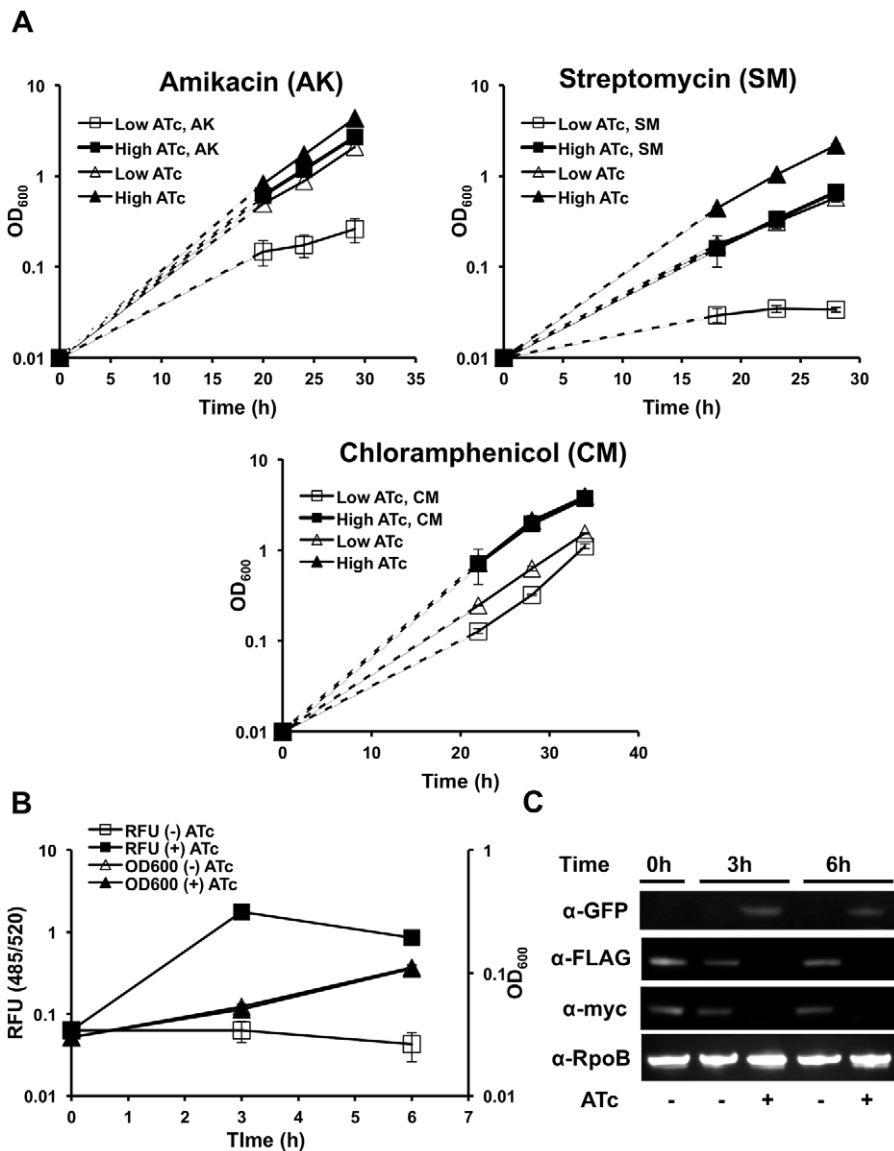 A
Amikacin (AK)
10
1
0.1
0.01
OD600
Low ATc, AK
High ATc, AK
Low ATc
High ATc
0 5 10 15 20 25 30 35
Time (h)
Streptomycin (SM)
10
1
0.1
0.01
OD600
Low ATc, SM
High ATc, SM
Low ATc
High ATc
0 5 10 15 20 25 30
Time (h)
Chloramphenicol (CM)
10
1
0.1
0.01
OD600
Low ATc, CM
High ATc, CM
Low ATc
High ATc
0 10 20 30 40
Time (h)
B
RFU (-) ATc
RFU (+) ATc
OD600 (-) ATc
OD600 (+) ATc
10
1
0.1
0.01
RFU (485/520)
1
0.1
0.01
OD600
0 1 2 3 4 5 6 7
TIme (h)
C
Time 0h 3h 6h
α-GFP
α-FLAG
α-myc
α-RpoB
ATc - - + - +